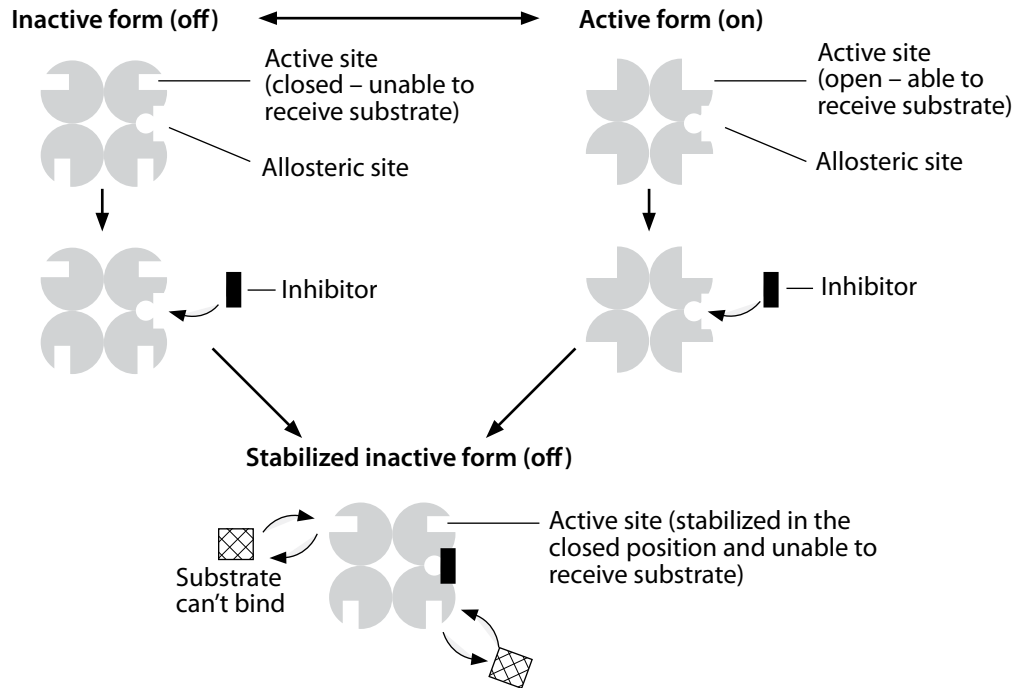 Inactive form (off)
Active form (on)
Active site
(closed – unable to
receive substrate)
Allosteric site
Active site
(open – able to
receive substrate)
Allosteric site
Inhibitor
Inhibitor
Stabilized inactive form (off)
Substrate
can't bind
Active site (stabilized in the
closed position and unable to
receive substrate)